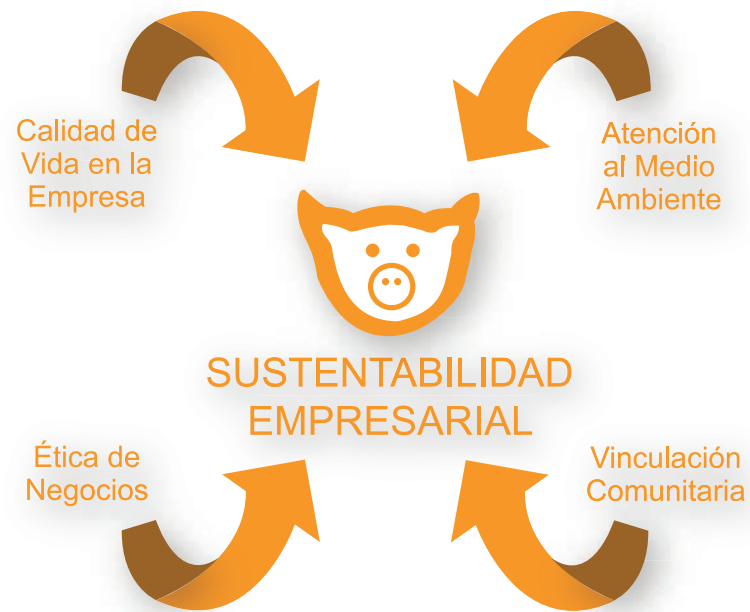 Calidad de
Vida en la
Empresa
Atención
al Medio
Ambiente
SUSTENTABILIDAD
EMPRESARIAL
Ética de
Negocios
Vinculación
Comunitaria